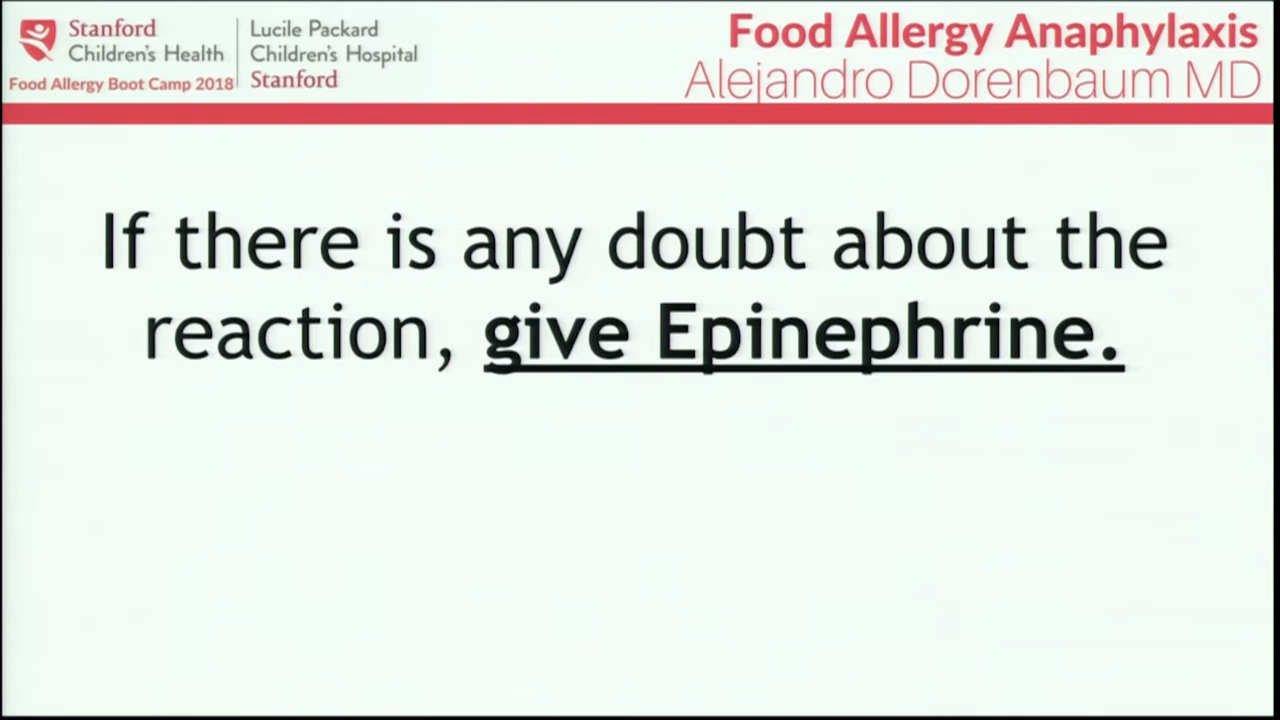 Stanford
Children's Health
Food Allergy Boot Camp 2018
Lucile Packard
Children's Hospital
Stanford
Food Allergy Anaphylaxis
Alejandro Dorenbaum MD
If there is any doubt about the
reaction, give Epinephrine.